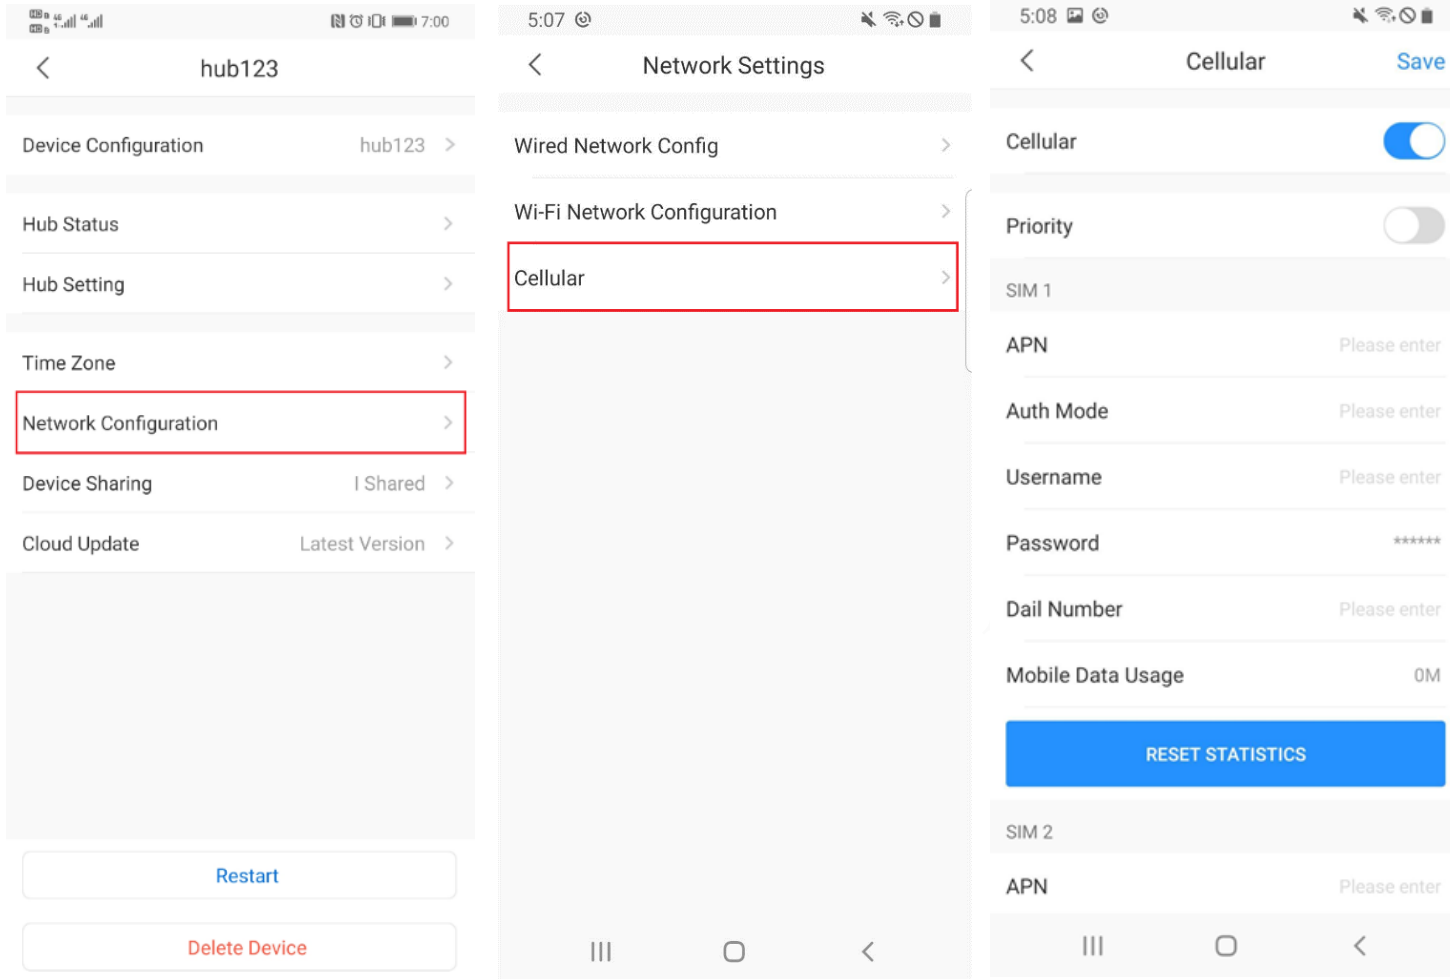 7:00
hub123
Device Configuration hub123
Hub Status
Hub Setting
Time Zone
Network Configuration
Device Sharing I Shared
Cloud Update Latest Version
Restart
Delete Device
5:07
Network Settings
Wired Network Config
Wi-Fi Network Configuration
Cellular
5:08
Cellular Save
Cellular
Priority
SIM 1
APN Please enter
Auth Mode Please enter
Username Please enter
Password ******
Dail Number Please enter
Mobile Data Usage 0M
RESET STATISTICS
SIM 2
APN Please enter